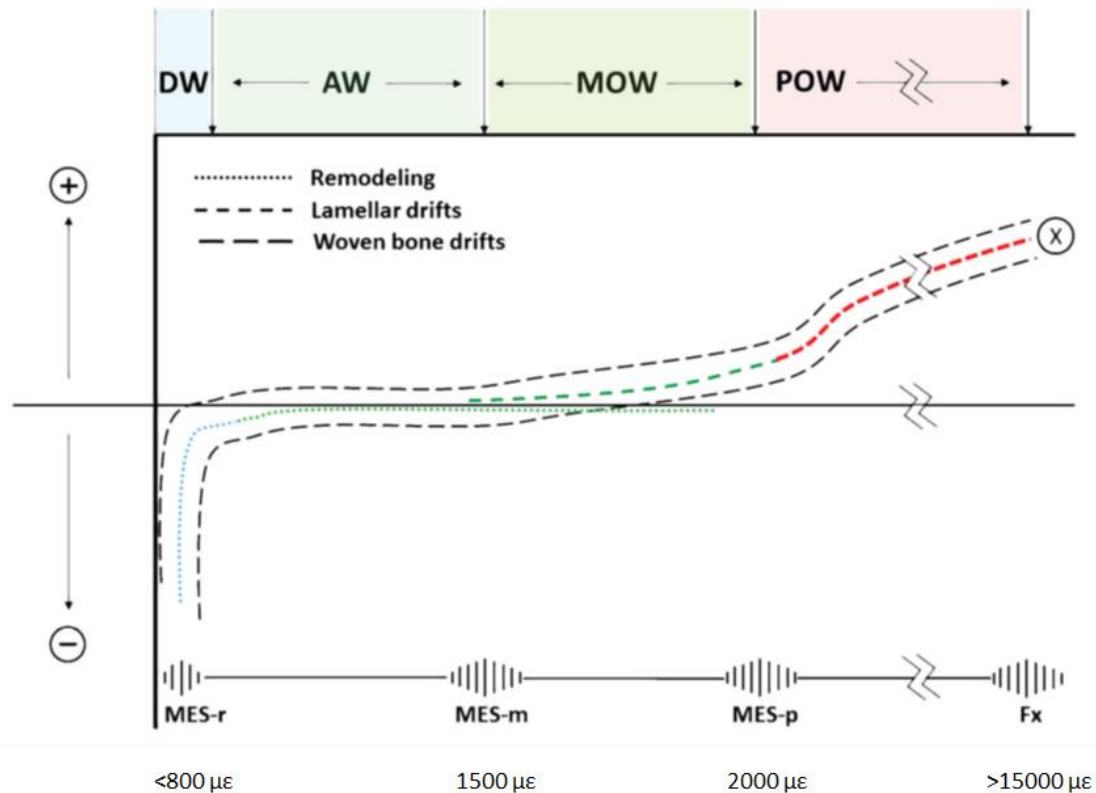 DW AW MOW POW
+
Remodeling
Lamellar drifts
Woven bone drifts
X
−
MES-r MES-m MES-p Fx
<800 µε 1500 µε 2000 µε >15000 µε